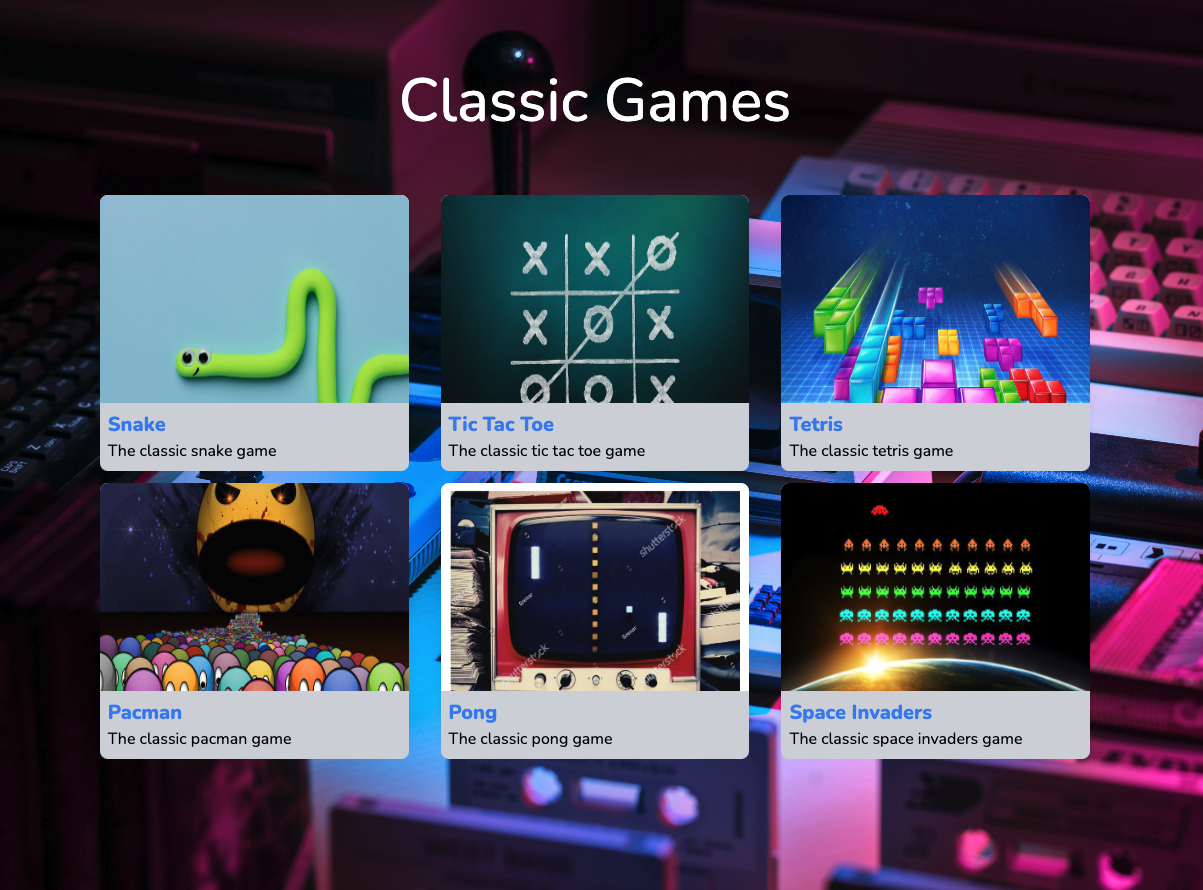 Classic Games
X X O
X O X
O O X
Snake
The classic snake game
Tic Tac Toe
The classic tic tac toe game
Tetris
The classic tetris game
shutterstock
Pacman
The classic pacman game
Pong
The classic pong game
Space Invaders
The classic space invaders game